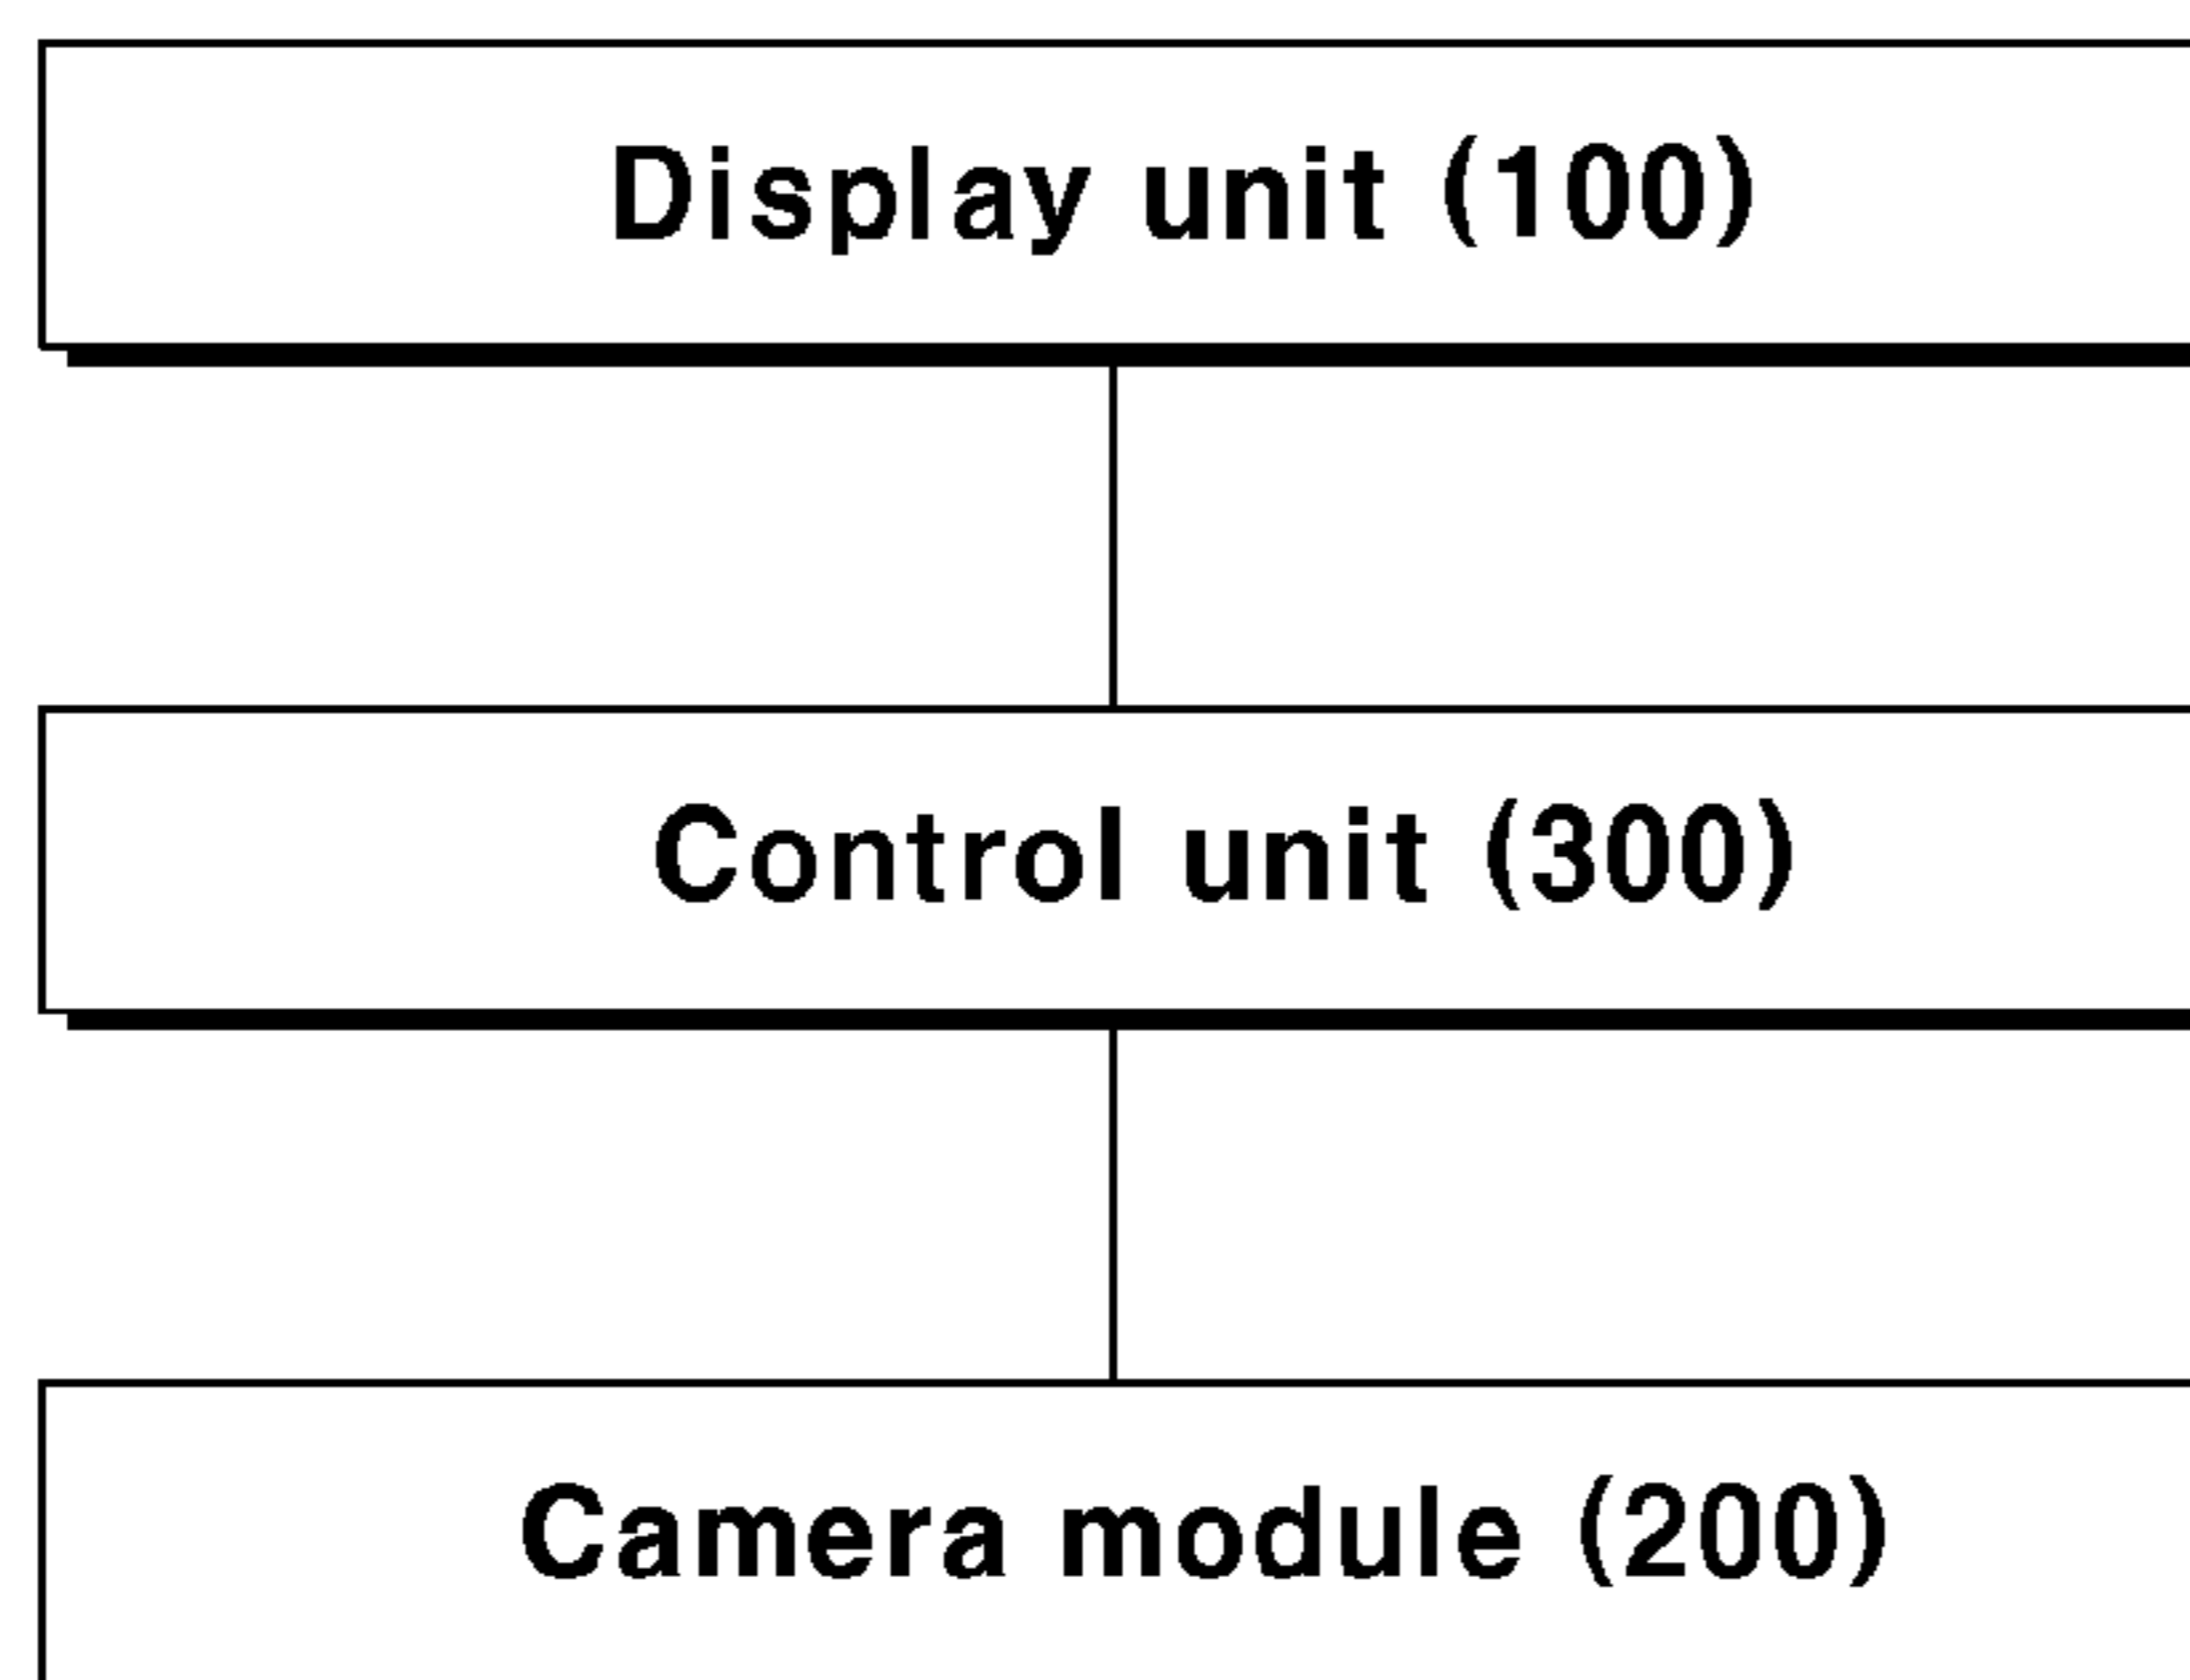 Display unit (100)
Control unit (300)
Camera module (200)